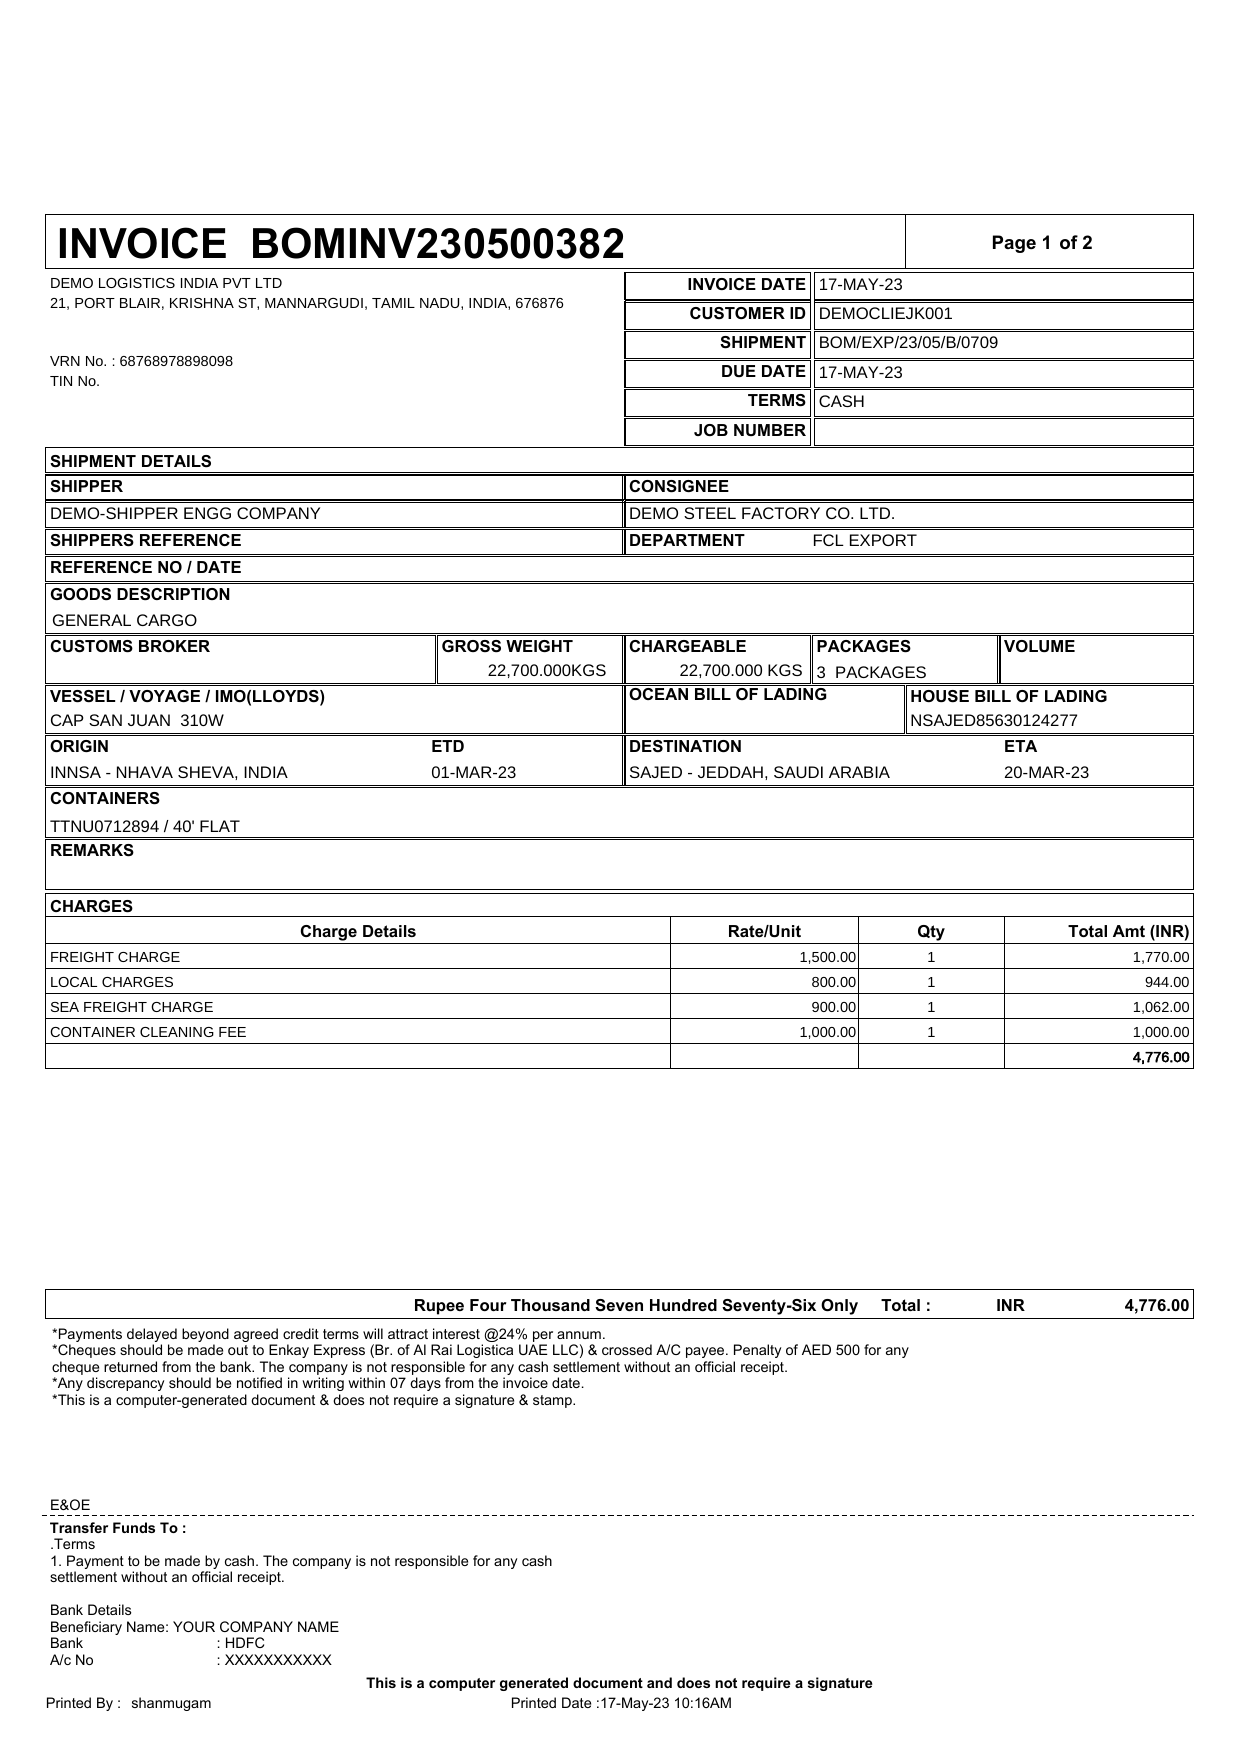 INVOICE BOMINV230500382
Page 1 of 2
DEMO LOGISTICS INDIA PVT LTD
21, PORT BLAIR, KRISHNA ST, MANNARGUDI, TAMIL NADU, INDIA, 676876
VRN No. : 68768978898098
TIN No.
INVOICE DATE 17-MAY-23
CUSTOMER ID DEMOCLIEJK001
SHIPMENT BOM/EXP/23/05/B/0709
DUE DATE 17-MAY-23
TERMS CASH
JOB NUMBER
SHIPMENT DETAILS
SHIPPER CONSIGNEE
DEMO-SHIPPER ENGG COMPANY DEMO STEEL FACTORY CO. LTD.
SHIPPERS REFERENCE DEPARTMENT FCL EXPORT
REFERENCE NO / DATE
GOODS DESCRIPTION
GENERAL CARGO
CUSTOMS BROKER GROSS WEIGHT CHARGEABLE PACKAGES VOLUME
22,700.000KGS 22,700.000 KGS 3 PACKAGES
VESSEL / VOYAGE / IMO(LLOYDS) OCEAN BILL OF LADING HOUSE BILL OF LADING
CAP SAN JUAN 310W NSAJED85630124277
ORIGIN ETD DESTINATION ETA
INNSA - NHAVA SHEVA, INDIA 01-MAR-23 SAJED - JEDDAH, SAUDI ARABIA 20-MAR-23
CONTAINERS
TTNU0712894 / 40' FLAT
REMARKS
CHARGES
Charge Details Rate/Unit Qty Total Amt (INR)
FREIGHT CHARGE 1,500.00 1 1,770.00
LOCAL CHARGES 800.00 1 944.00
SEA FREIGHT CHARGE 900.00 1 1,062.00
CONTAINER CLEANING FEE 1,000.00 1 1,000.00
4,776.00
Rupee Four Thousand Seven Hundred Seventy-Six Only Total : INR 4,776.00
*Payments delayed beyond agreed credit terms will attract interest @24% per annum.
*Cheques should be made out to Enkay Express (Br. of Al Rai Logistica UAE LLC) & crossed A/C payee. Penalty of AED 500 for any
cheque returned from the bank. The company is not responsible for any cash settlement without an official receipt.
*Any discrepancy should be notified in writing within 07 days from the invoice date.
*This is a computer-generated document & does not require a signature & stamp.
E&OE
Transfer Funds To :
.Terms
1. Payment to be made by cash. The company is not responsible for any cash
settlement without an official receipt.
Bank Details
Beneficiary Name: YOUR COMPANY NAME
Bank : HDFC
A/c No : XXXXXXXXXXX
This is a computer generated document and does not require a signature
Printed By : shanmugam Printed Date :17-May-23 10:16AM